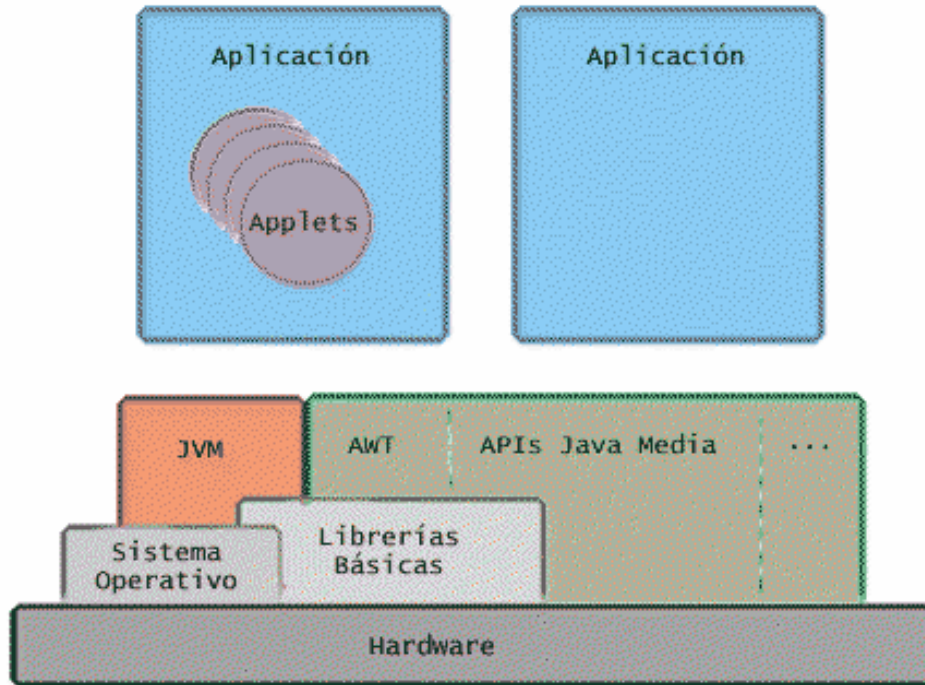 Aplicación
Aplicación
Applets
JVM
AWT
APIs Java Media
...
Librerías
Básicas
Sistema
Operativo
Hardware